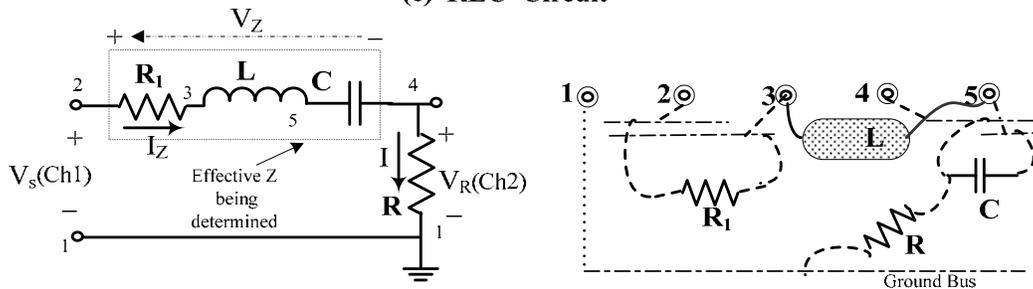 (c) RLC Circuit
+ V_Z −
2 R₁ 3 L 5 C 4
+ I_Z +
V_s(Ch1) Effective Z being determined I V_R(Ch2)
− R −
1 1
1 2 3 4 5
L
R₁ C
R
Ground Bus